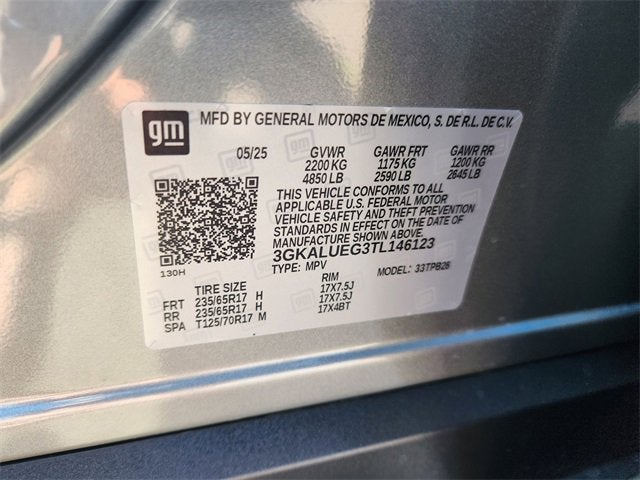 gm
MFD BY GENERAL MOTORS DE MEXICO, S. DE R.L. DE C.V.
05/25 GVWR GAWR FRT GAWR RR
2200 KG 1175 KG 1200 KG
4850 LB 2590 LB 2645 LB
THIS VEHICLE CONFORMS TO ALL
APPLICABLE U.S. FEDERAL MOTOR
VEHICLE SAFETY AND THEFT PREVENTION
STANDARDS IN EFFECT ON THE DATE
OF MANUFACTURE SHOWN ABOVE.
3GKALUEG3TL146123
130H
TYPE: MPV MODEL: 33TPB26
TIRE SIZE RIM
FRT 235/65R17 H 17X7.5J
RR 235/65R17 H 17X7.5J
SPA T125/70R17 M 17X4BT